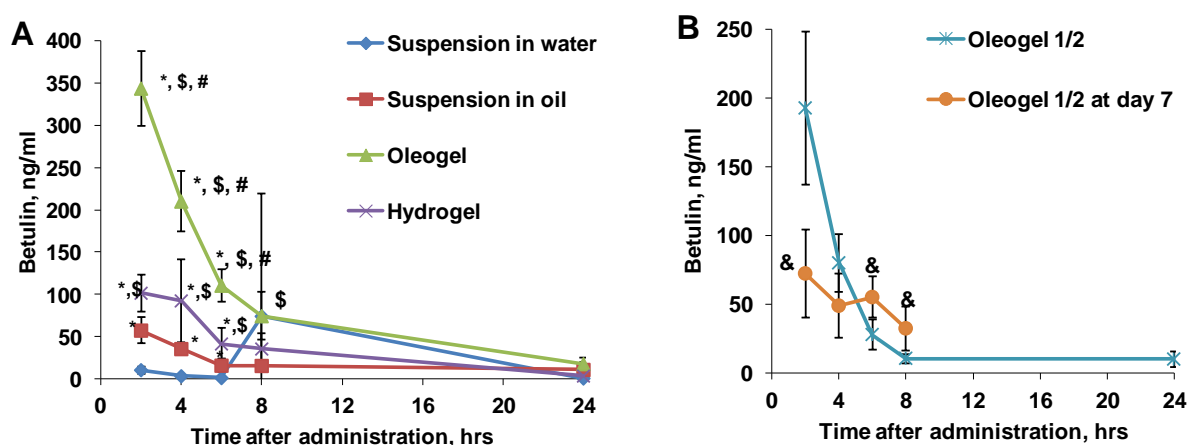 A
Betulin, ng/ml
400
350
300
250
200
150
100
50
0
0 4 8 12 16 20 24
Time after administration, hrs
Suspension in water
Suspension in oil
Oleogel
Hydrogel
*, $, #
*, $, #
*, $, #
$
*,$
*,$
*,$
*
*
*
B
Betulin, ng/ml
250
200
150
100
50
0
0 4 8 12 16 20 24
Time after administration, hrs
Oleogel 1/2
Oleogel 1/2 at day 7
&
&
&